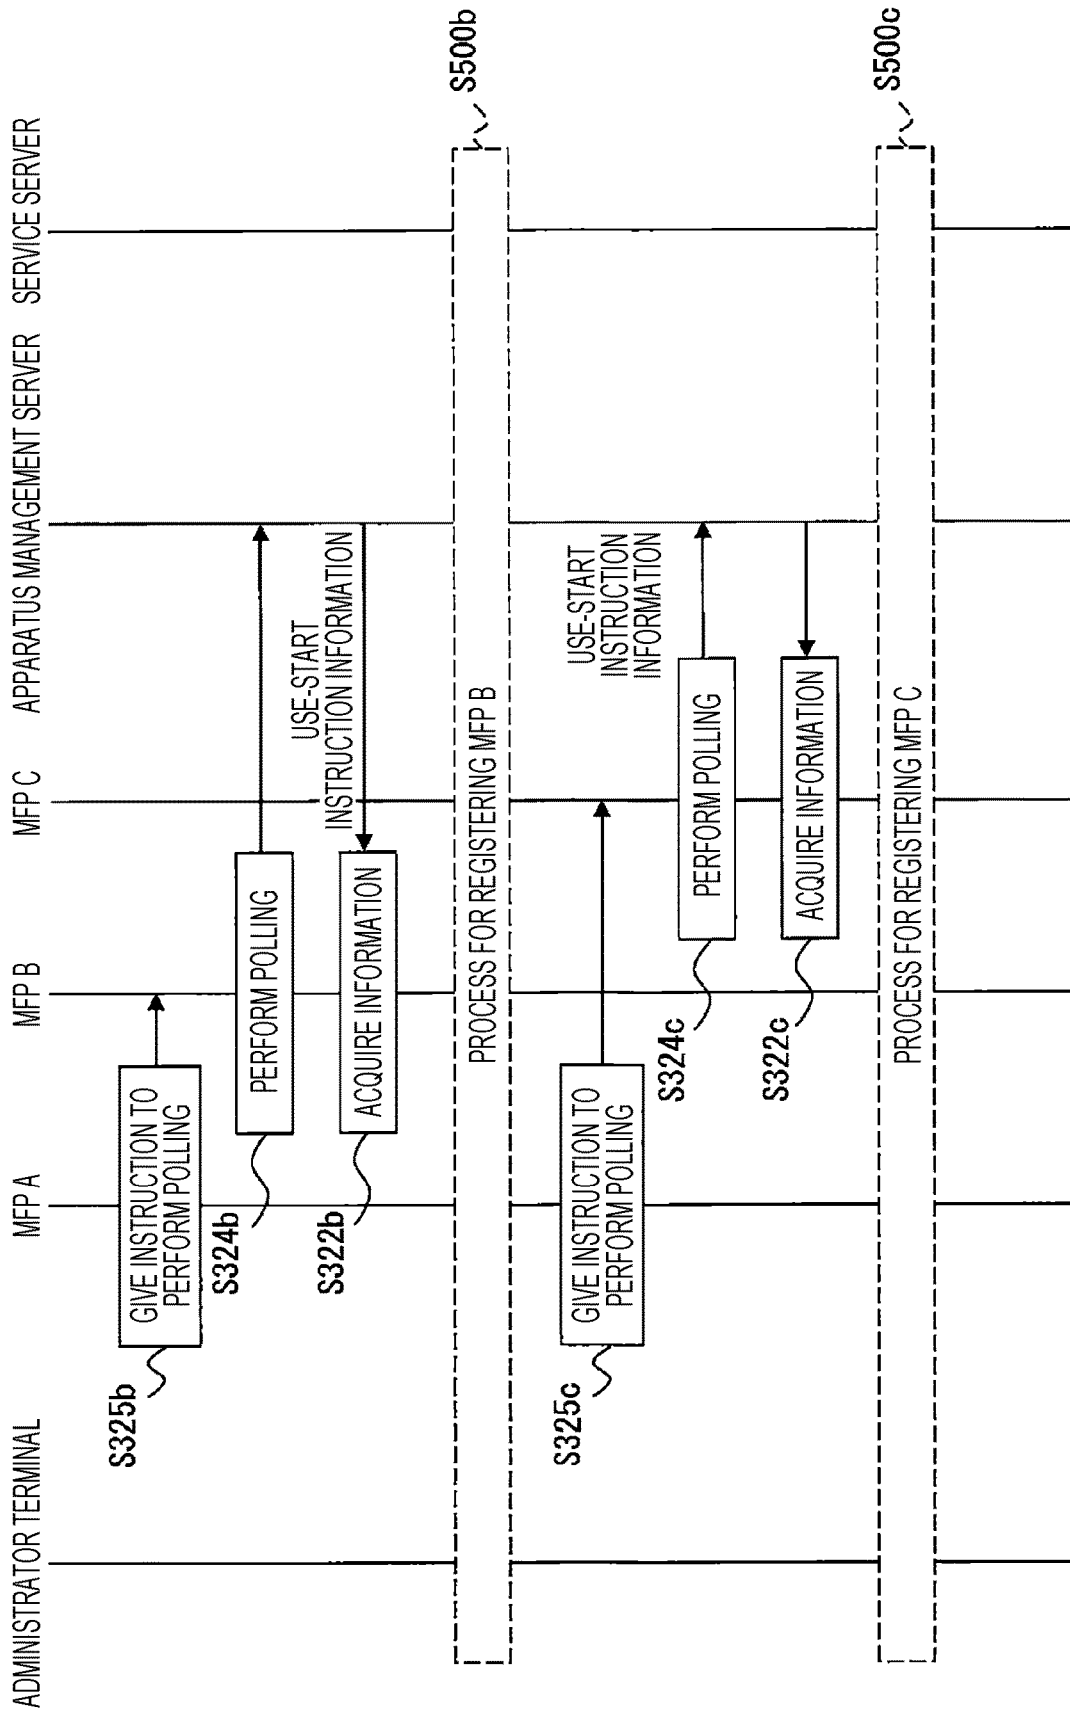 ADMINISTRATOR TERMINAL
MFP A
MFP B
MFP C
APPARATUS MANAGEMENT SERVER
SERVICE SERVER
S325b
GIVE INSTRUCTION TO
PERFORM POLLING
S324b
PERFORM POLLING
S322b
ACQUIRE INFORMATION
USE-START
INSTRUCTION INFORMATION
PROCESS FOR REGISTERING MFP B
S500b
S325c
GIVE INSTRUCTION TO
PERFORM POLLING
USE-START
INSTRUCTION
INFORMATION
S324c
PERFORM POLLING
S322c
ACQUIRE INFORMATION
PROCESS FOR REGISTERING MFP C
S500c